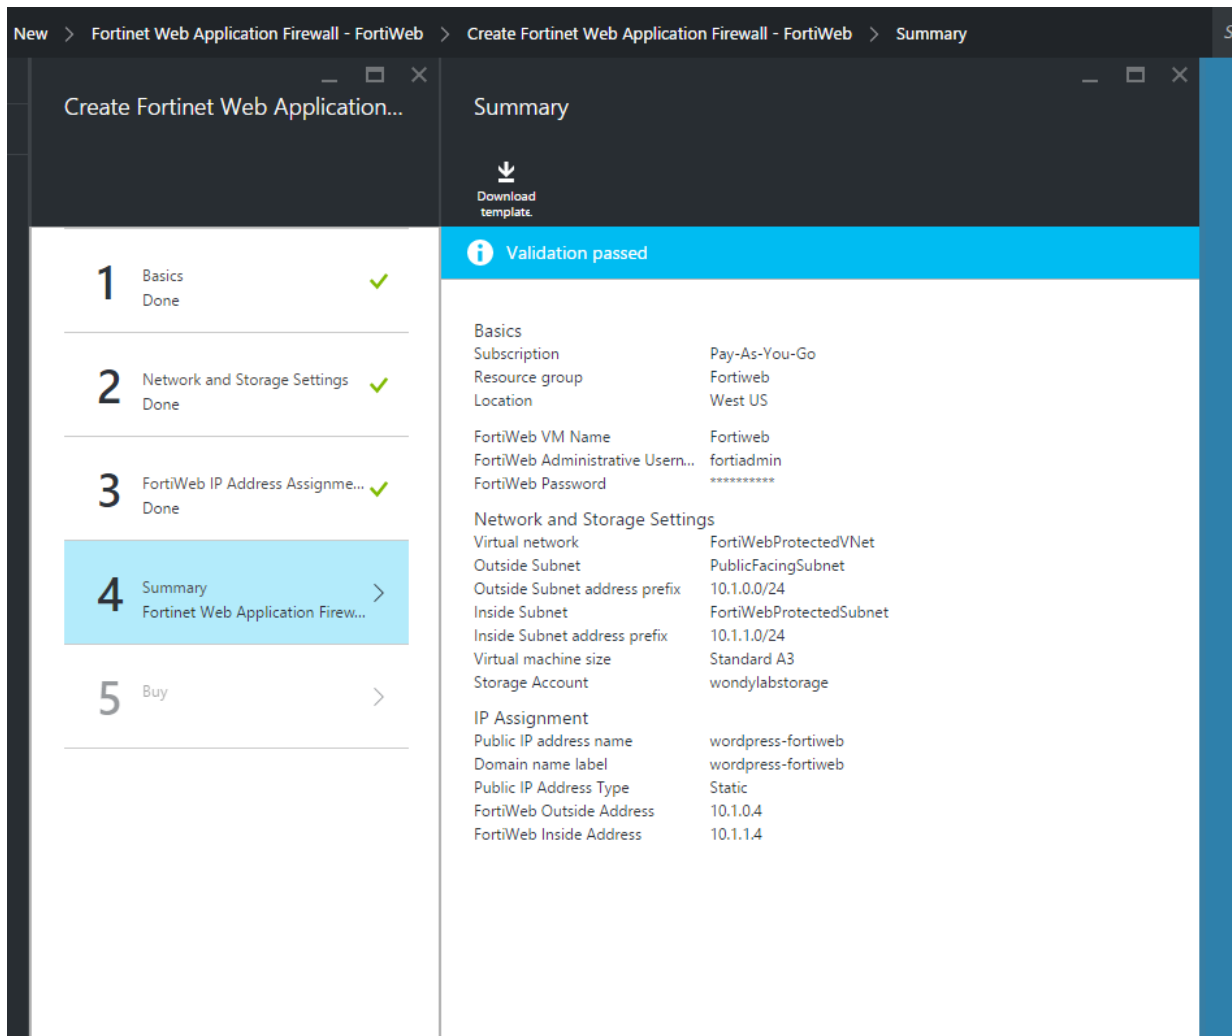 New > Fortinet Web Application Firewall - FortiWeb > Create Fortinet Web Application Firewall - FortiWeb > Summary
Create Fortinet Web Application...
Summary
Download
template.
Validation passed
1 Basics
Done
2 Network and Storage Settings
Done
3 FortiWeb IP Address Assignme...
Done
4 Summary
Fortinet Web Application Firew...
5 Buy
Basics
Subscription Pay-As-You-Go
Resource group Fortiweb
Location West US
FortiWeb VM Name Fortiweb
FortiWeb Administrative Usern... fortiadmin
FortiWeb Password **********
Network and Storage Settings
Virtual network FortiWebProtectedVNet
Outside Subnet PublicFacingSubnet
Outside Subnet address prefix 10.1.0.0/24
Inside Subnet FortiWebProtectedSubnet
Inside Subnet address prefix 10.1.1.0/24
Virtual machine size Standard A3
Storage Account wondylabstorage
IP Assignment
Public IP address name wordpress-fortiweb
Domain name label wordpress-fortiweb
Public IP Address Type Static
FortiWeb Outside Address 10.1.0.4
FortiWeb Inside Address 10.1.1.4